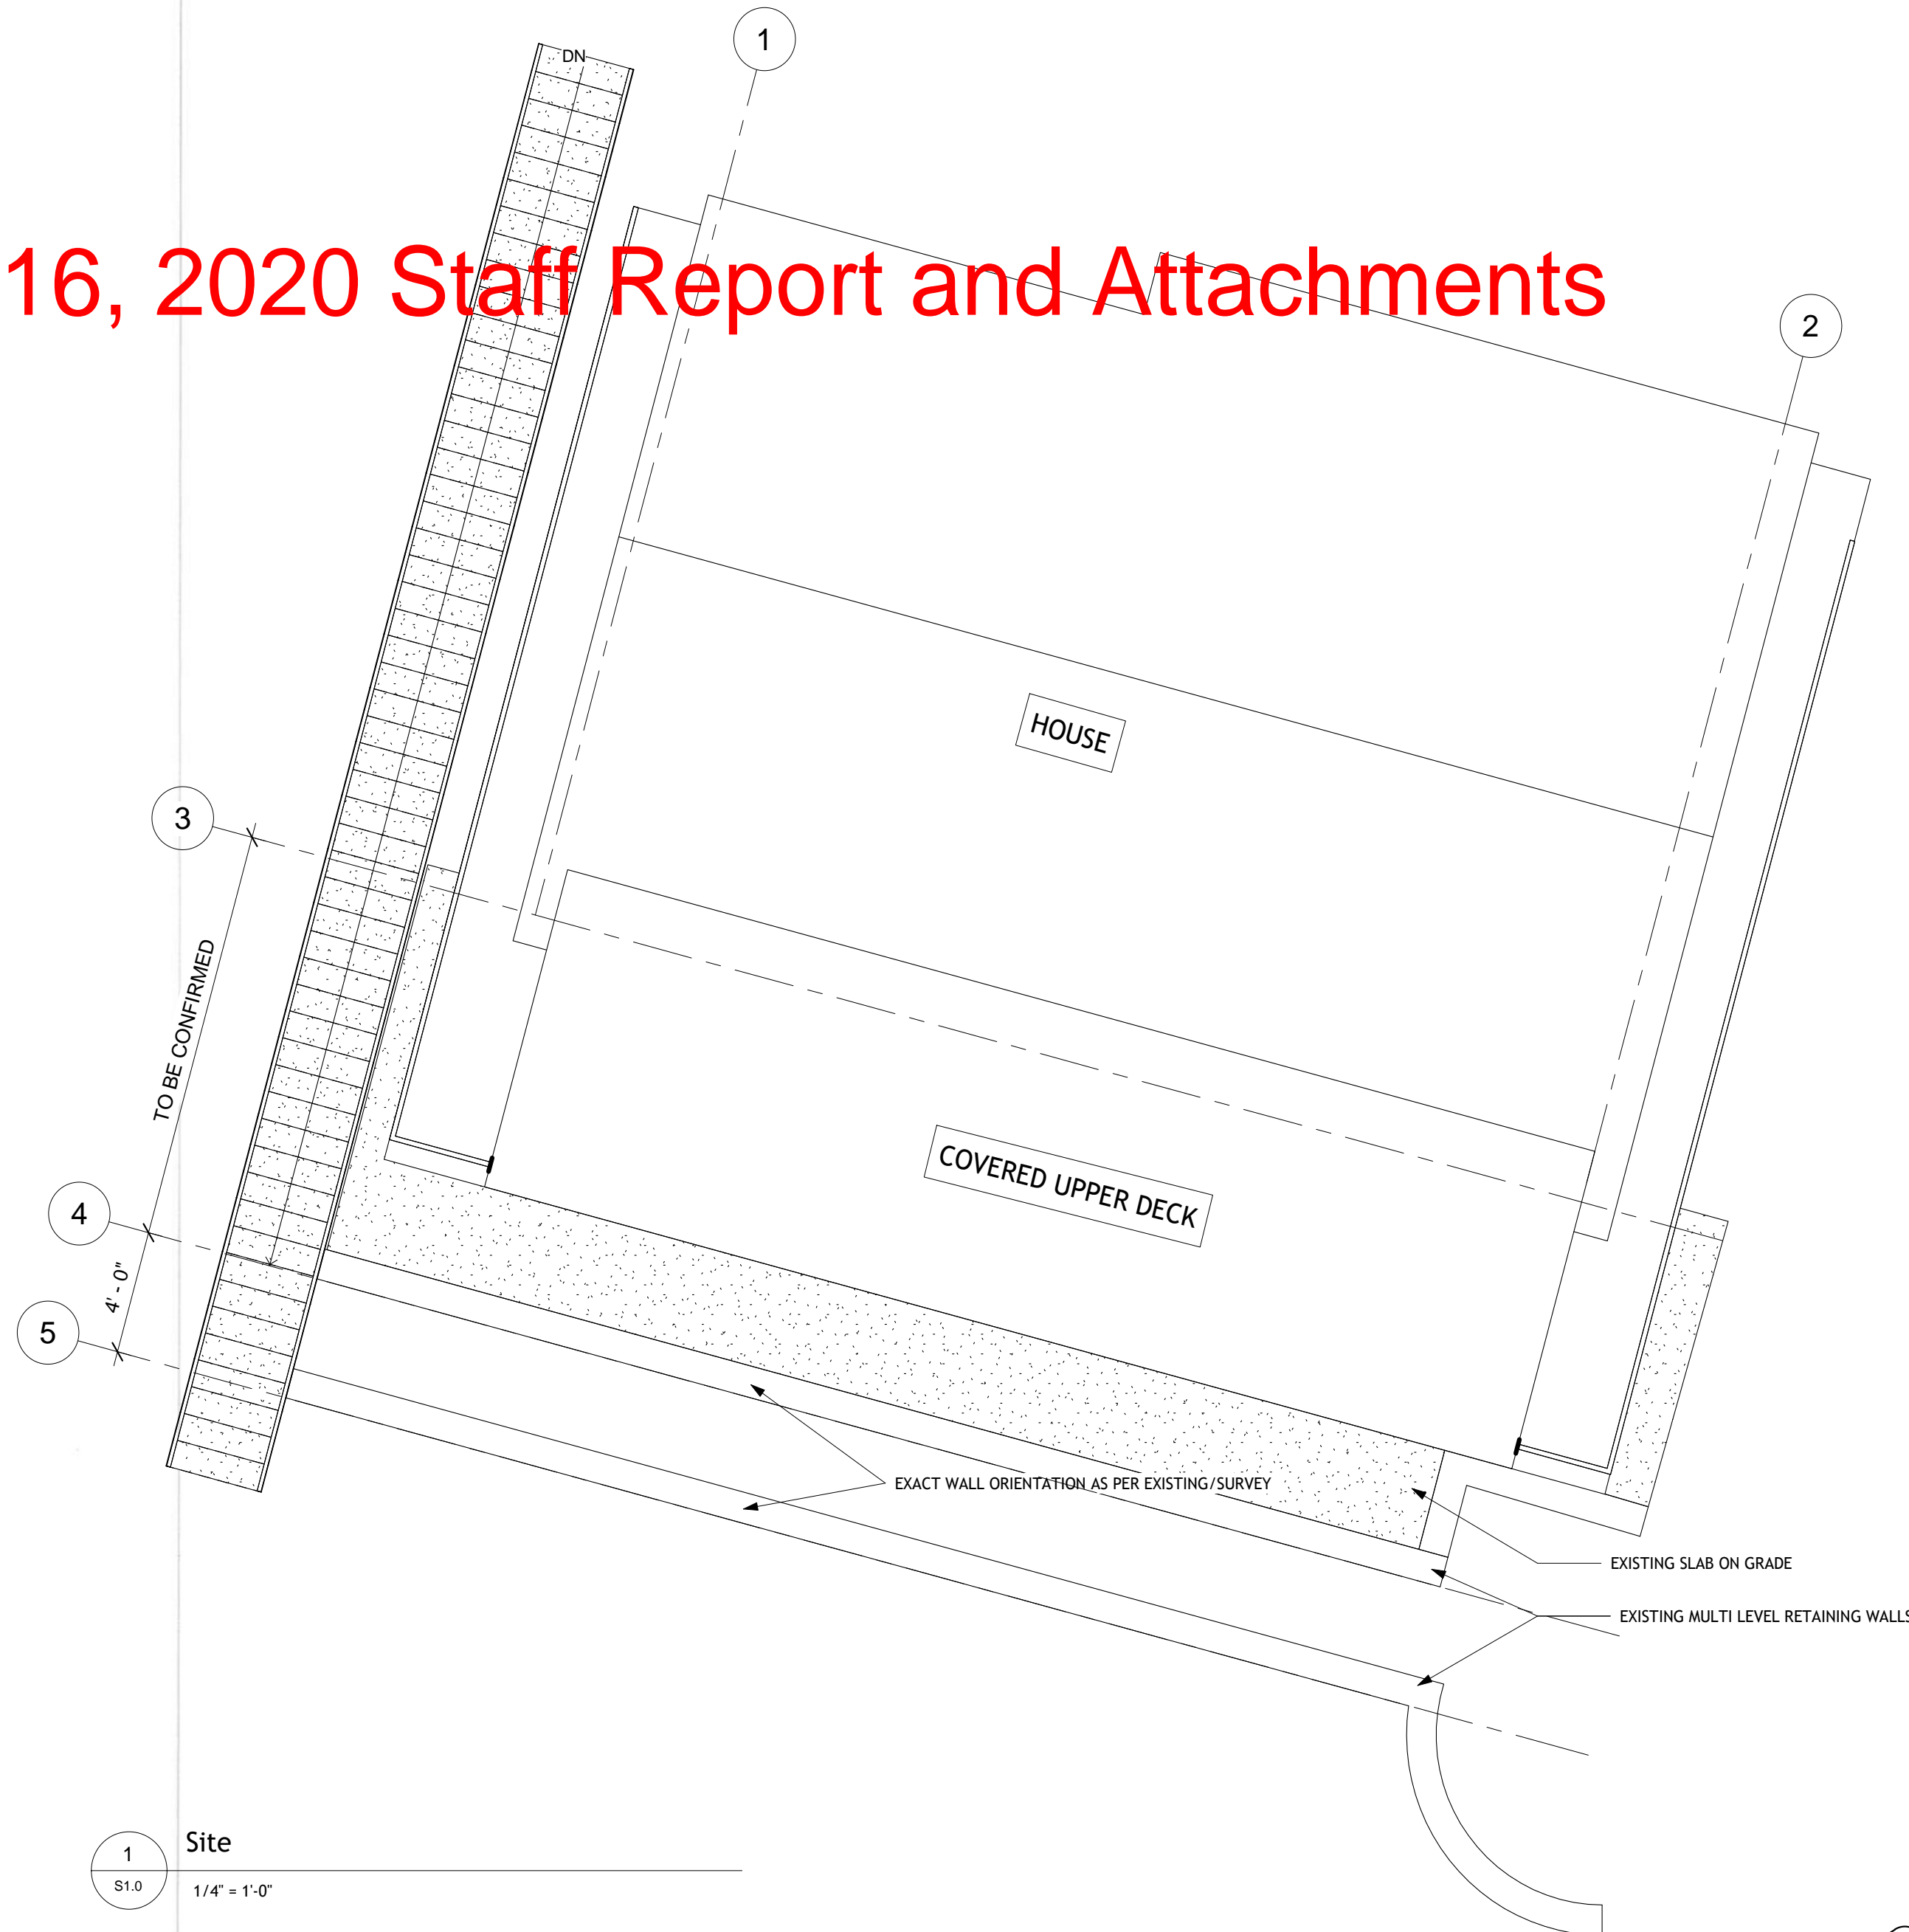 1
DN
16, 2020 Staff Report and Attachments
2
HOUSE
3
TO BE CONFIRMED
COVERED UPPER DECK
4
4' - 0"
5
EXACT WALL ORIENTATION AS PER EXISTING/SURVEY
EXISTING SLAB ON GRADE
EXISTING MULTI LEVEL RETAINING WALLS
1
Site
S1.0
1/4" = 1'-0"